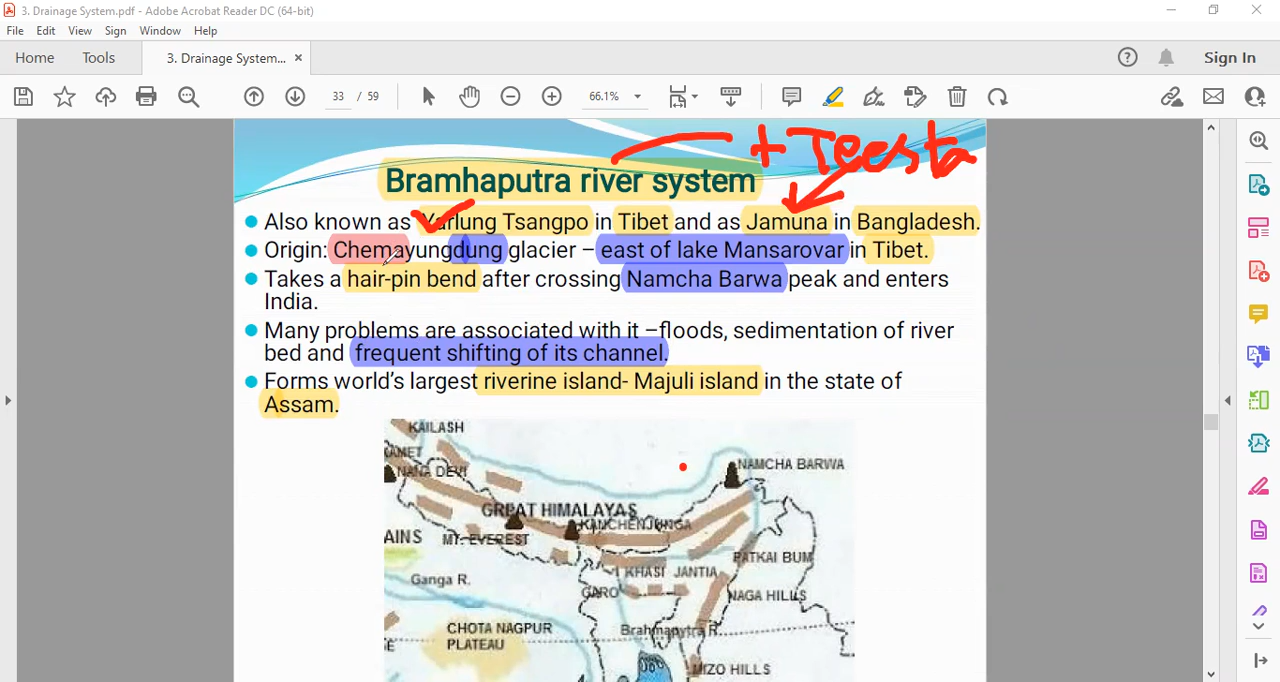 3. Drainage System.pdf - Adobe Acrobat Reader DC (64-bit)
File Edit View Sign Window Help
Home Tools 3. Drainage System... × Sign In
33 / 59 66.1%
+ Teesta
Bramhaputra river system
Also known as Yarlung Tsangpo in Tibet and as Jamuna in Bangladesh.
Origin: Chemayungdung glacier – east of lake Mansarovar in Tibet.
Takes a hair-pin bend after crossing Namcha Barwa peak and enters
India.
Many problems are associated with it –floods, sedimentation of river
bed and frequent shifting of its channel.
Forms world's largest riverine island- Majuli island in the state of
Assam.
KAILASH
KAMET
NANA DEVI
NAMCHA BARWA
GREAT HIMALAYAS
KANCHENJUNGA
AINS MT. EVEREST
PATKAI BUM
KHASI JANTIA
Ganga R.
GARO NAGA HILLS
CHOTA NAGPUR
PLATEAU
Brahmaputra R.
MIZO HILLS